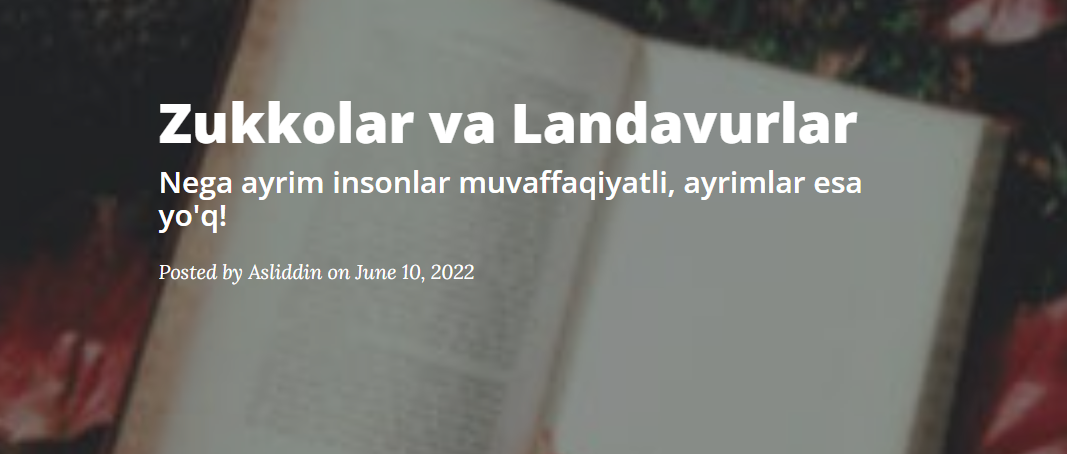 Zukkolar va Landavurlar
Nega ayrim insonlar muvaffaqiyatli, ayrimlar esa
yo'q!
Posted by Asliddin on June 10, 2022